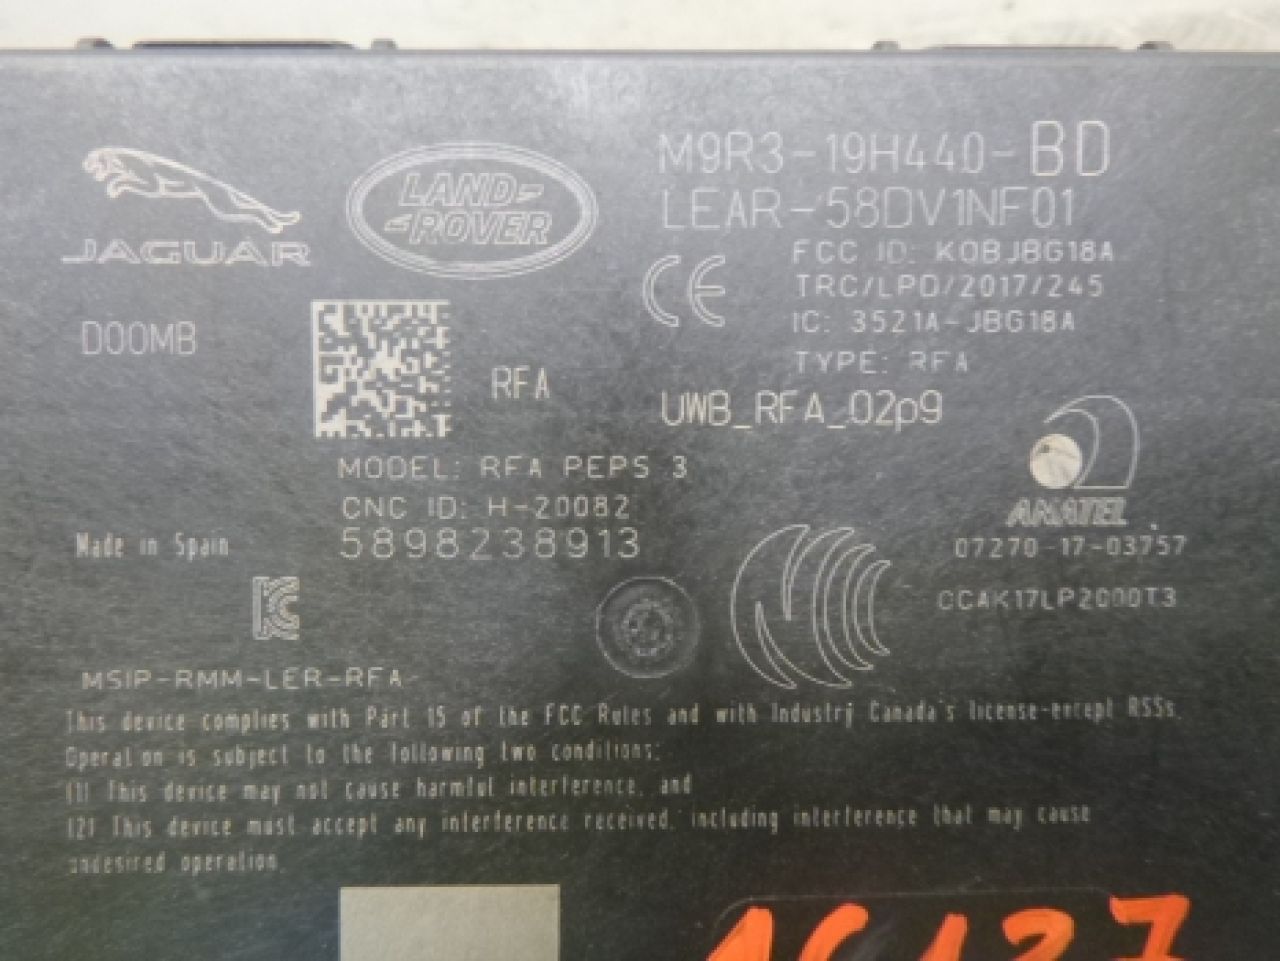 JAGUAR
LAND-
-ROVER
M9R3-19H440-BD
LEAR-58DV1NF01
FCC ID: KOBJBG18A
TRC/LPD/2017/245
IC: 3521A-JBG18A
TYPE: RFA
CE
D00MB
RFA
UWB_RFA_02p9
MODEL: RFA PEPS 3
CNC ID: H-20082
5898238913
Made in Spain
ANATEL
07270-17-03757
CCAK17LP2000T3
MSIP-RMM-LER-RFA
This device complies with Part 15 of the FCC Rules and with Industry Canada's license-except RSSs.
Operation is subject to the following two conditions:
(1) This device may not cause harmful interference, and
(2) This device must accept any interference received, including interference that may cause
undesired operation.